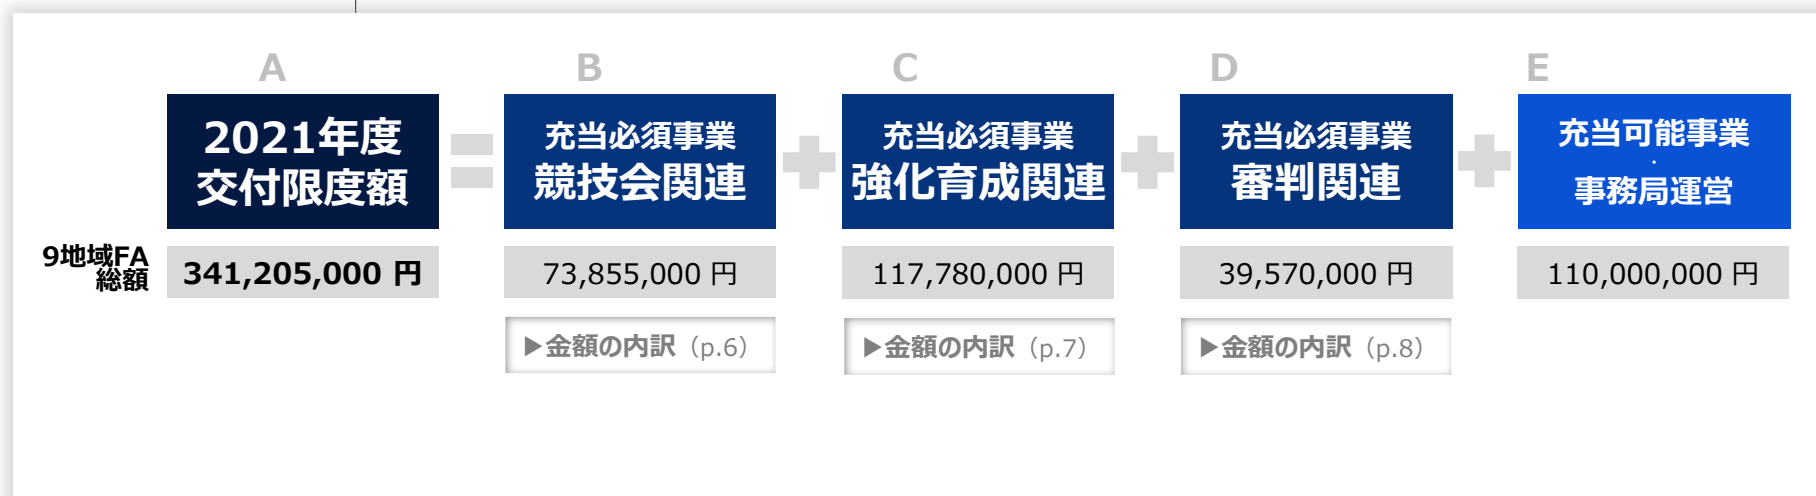 A
B
C
D
E
2021年度
交付限度額
充当必須事業
競技会関連
充当必須事業
強化育成関連
充当必須事業
審判関連
充当可能事業
・
事務局運営
9地域FA
総額
341,205,000 円
73,855,000 円
117,780,000 円
39,570,000 円
110,000,000 円
▶金額の内訳（p.6）
▶金額の内訳（p.7）
▶金額の内訳（p.8）